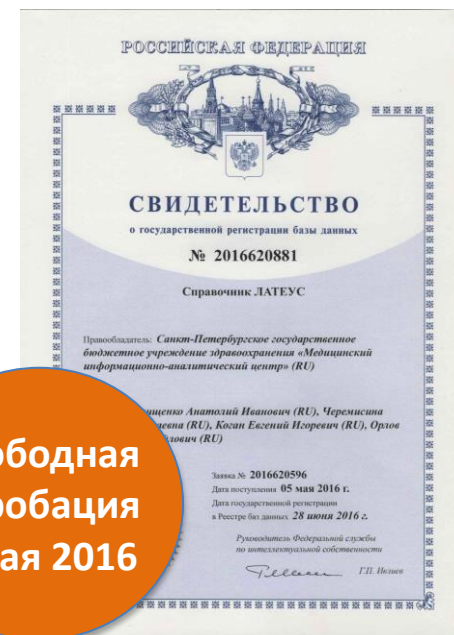 РОССИЙСКАЯ ФЕДЕРАЦИЯ
СВИДЕТЕЛЬСТВО
о государственной регистрации базы данных
№ 2016620881
Справочник ЛАТЕУС
Правообладатель: Санкт-Петербургское государственное
бюджетное учреждение здравоохранения «Медицинский
информационно-аналитический центр» (RU)
Анатолий Иванович (RU), Черемисина
(RU), Коган Евгений Игоревич (RU), Орлов
(RU)
Заявка № 2016620596
Дата поступления 05 мая 2016 г.
Дата государственной регистрации
в Реестре баз данных 28 июня 2016 г.
Руководитель Федеральной службы
по интеллектуальной собственности
Г.П. Ивлиев
ободная
робация
ая 2016